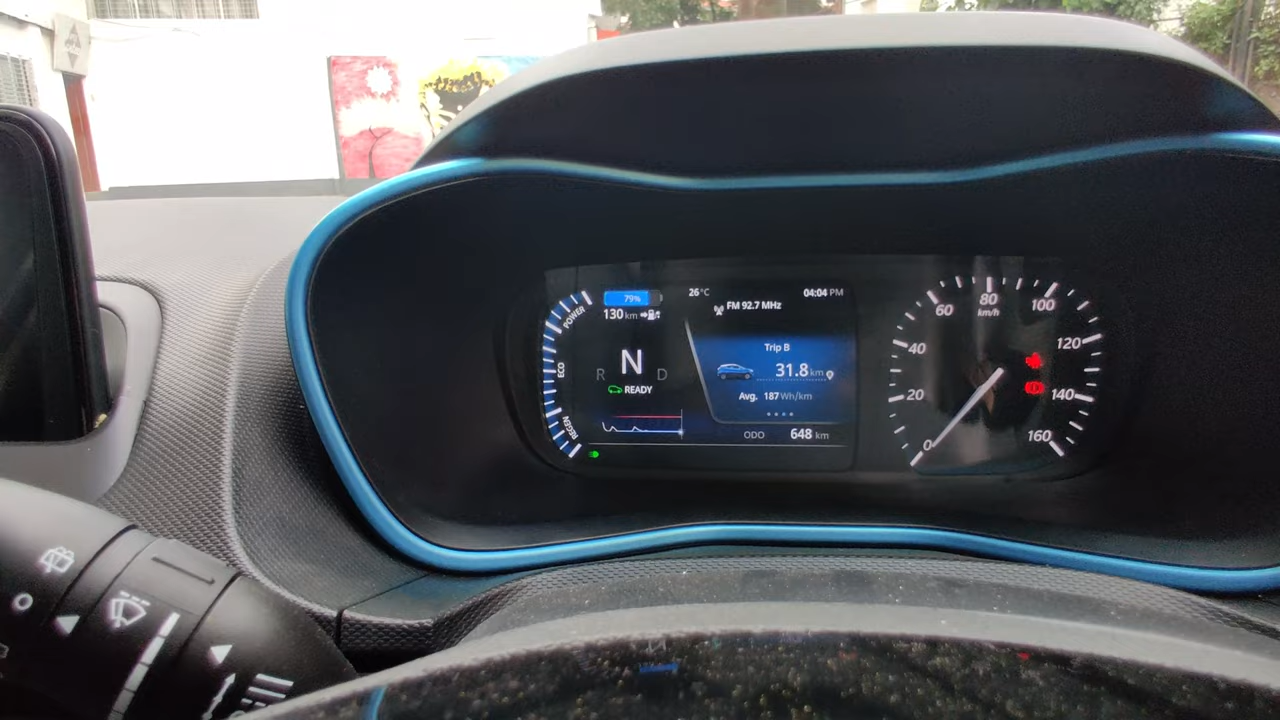 79%
130 km
26°C
04:04 PM
FM 92.7 MHz
POWER
ECO
REGEN
R N D
READY
Trip B
31.8 km
Avg. 187 Wh/km
ODO 648 km
0
20
40
60
80
100
120
140
160
km/h